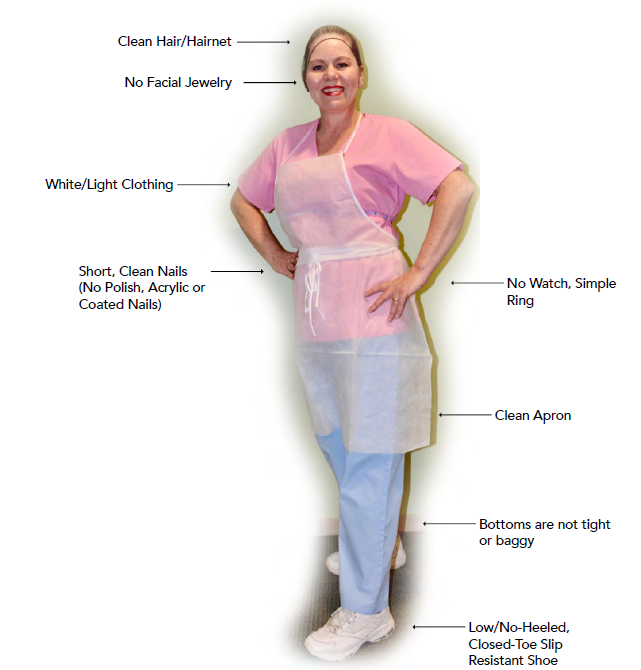 Clean Hair/Hairnet
No Facial Jewelry
White/Light Clothing
Short, Clean Nails
(No Polish, Acrylic or
Coated Nails)
No Watch, Simple
Ring
Clean Apron
Bottoms are not tight
or baggy
Low/No-Heeled,
Closed-Toe Slip
Resistant Shoe